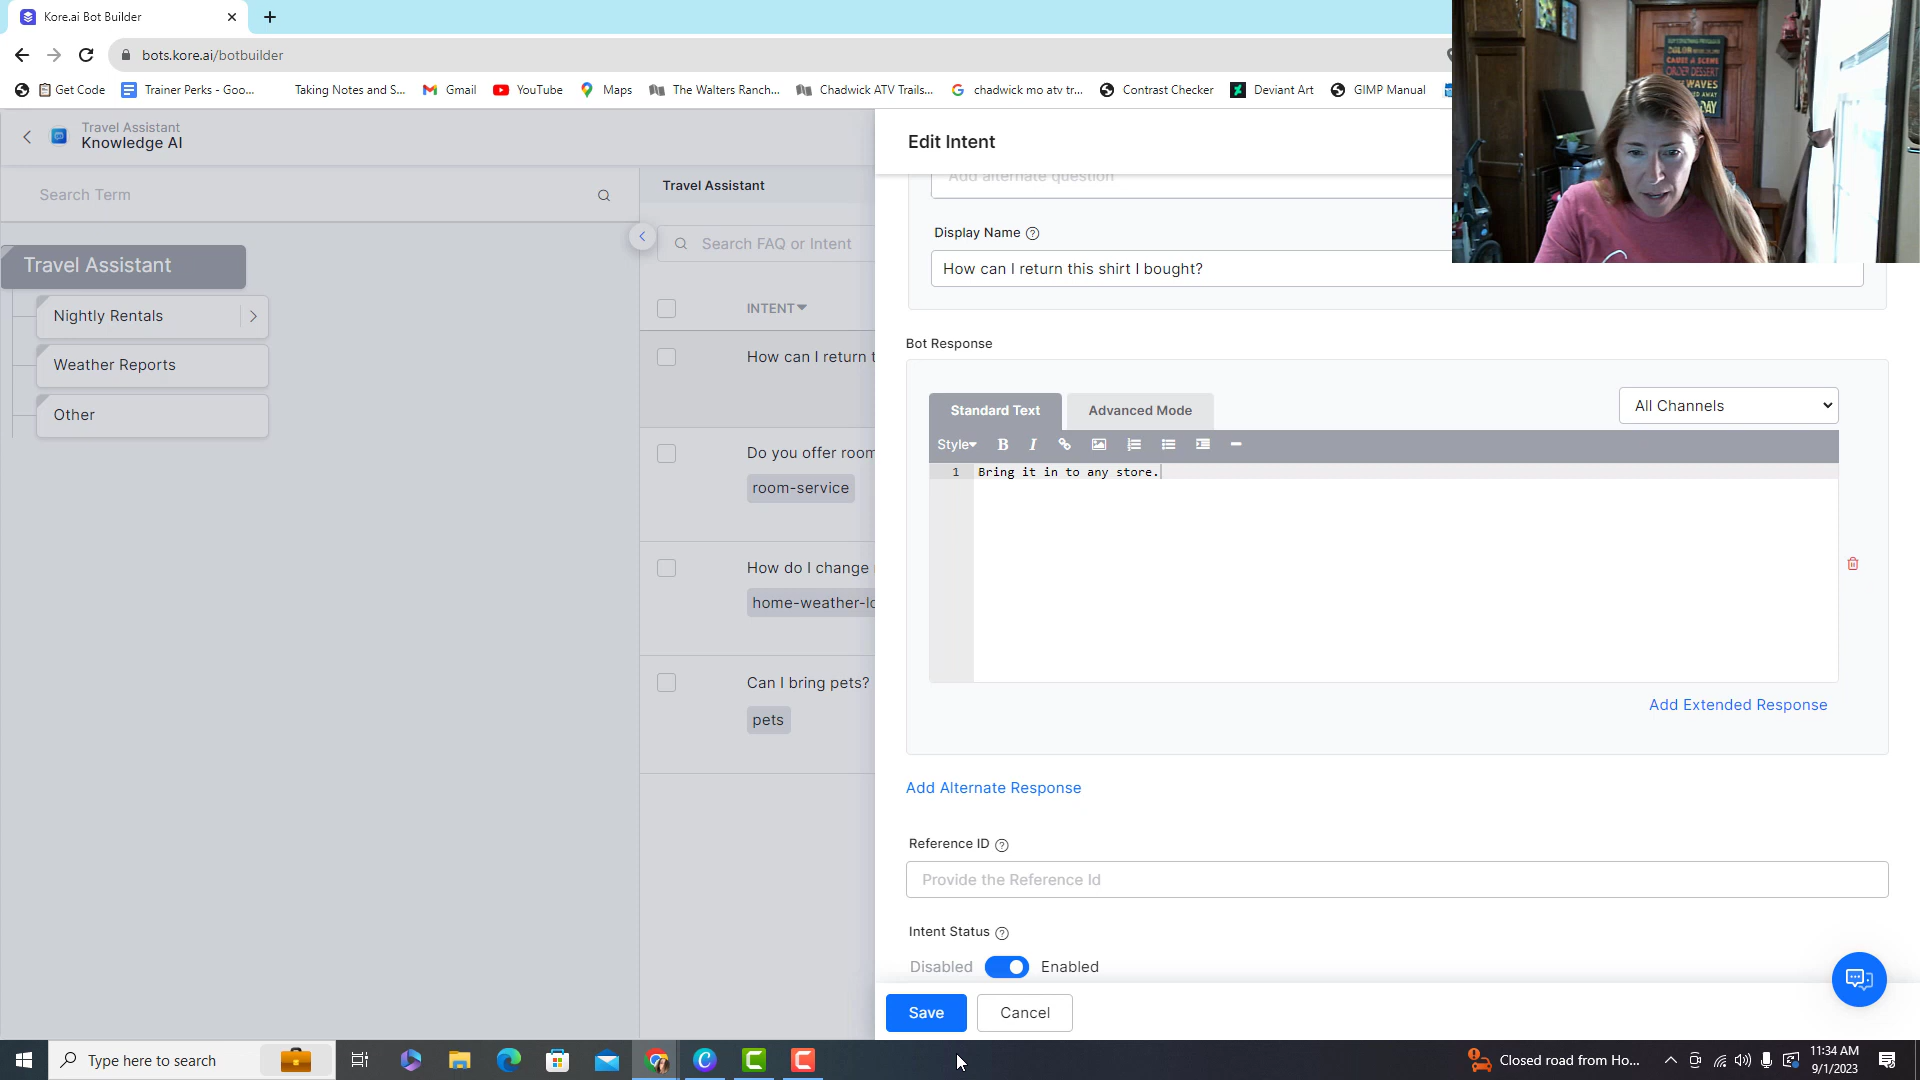 Kore.ai Bot Builder
bots.kore.ai/botbuilder
Get Code
Trainer Perks - Goo...
Taking Notes and S...
Gmail
YouTube
Maps
The Walters Ranch...
Chadwick ATV Trails...
chadwick mo atv tr...
Contrast Checker
Deviant Art
GIMP Manual
Travel Assistant
Knowledge AI
Search Term
Travel Assistant
Nightly Rentals
Weather Reports
Other
Travel Assistant
Search FAQ or Intent
INTENT
How can I return t
Do you offer room
room-service
How do I change
home-weather-lo
Can I bring pets?
pets
Edit Intent
Add alternate question
Display Name
How can I return this shirt I bought?
Bot Response
Standard Text
Advanced Mode
All Channels
Style
B
I
1 Bring it in to any store.
Add Extended Response
Add Alternate Response
Reference ID
Provide the Reference Id
Intent Status
Disabled
Enabled
Save
Cancel
CAUSE A SCENE
ORDER DESSERT
WAVES
DAY
Type here to search
Closed road from Ho...
11:34 AM
9/1/2023